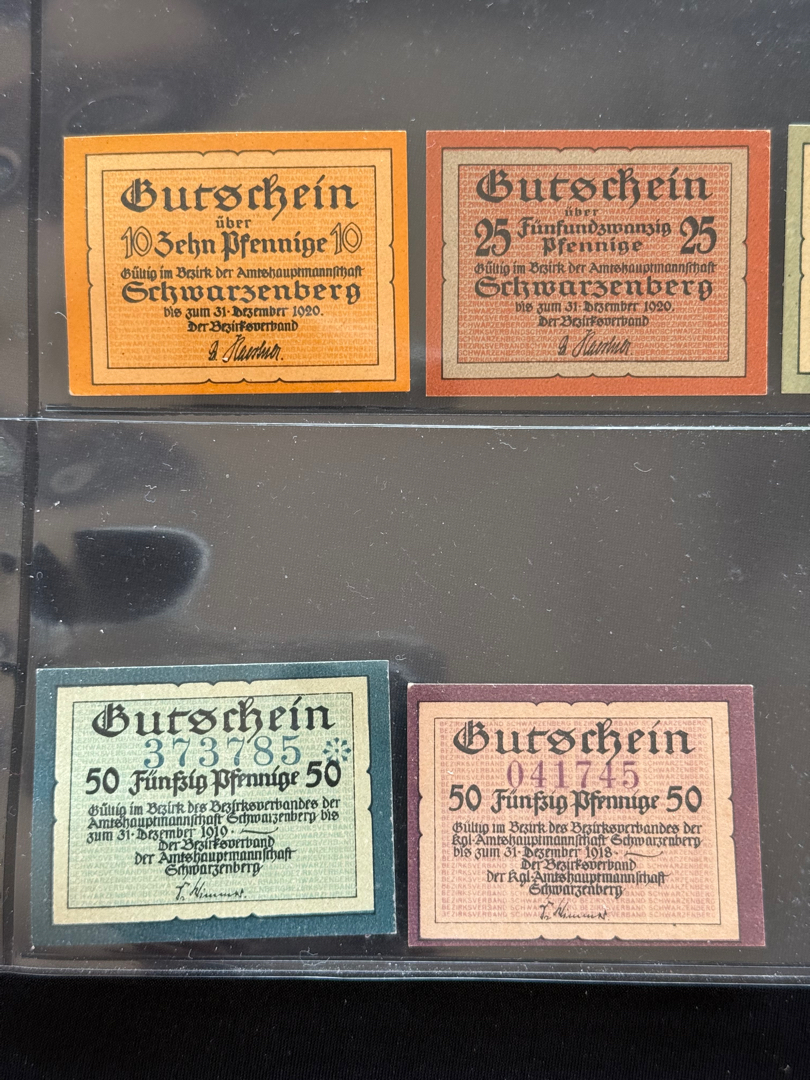 Gutschein
über
10 Zehn Pfennige 10
Gültig im Bezirk der Amtshauptmannschaft
Schwarzenberg
bis zum 31. Dezember 1920.
Der Bezirksverband
Gutschein
über
25 Fünfundzwanzig 25
Pfennige
Gültig im Bezirk der Amtshauptmannschaft
Schwarzenberg
bis zum 31. Dezember 1920.
Der Bezirksverband
Gutschein
373785
50 Fünfzig Pfennige 50
Gültig im Bezirk des Bezirksverbandes der
Amtshauptmannschaft Schwarzenberg bis
zum 31. Dezember 1919.
Der Bezirksverband
der Amtshauptmannschaft
Schwarzenberg
Gutschein
041745
50 Fünfzig Pfennige 50
Gültig im Bezirk des Bezirksverbandes der
Kgl. Amtshauptmannschaft Schwarzenberg
bis zum 31. Dezember 1918.
Der Bezirksverband
der Kgl. Amtshauptmannschaft
Schwarzenberg